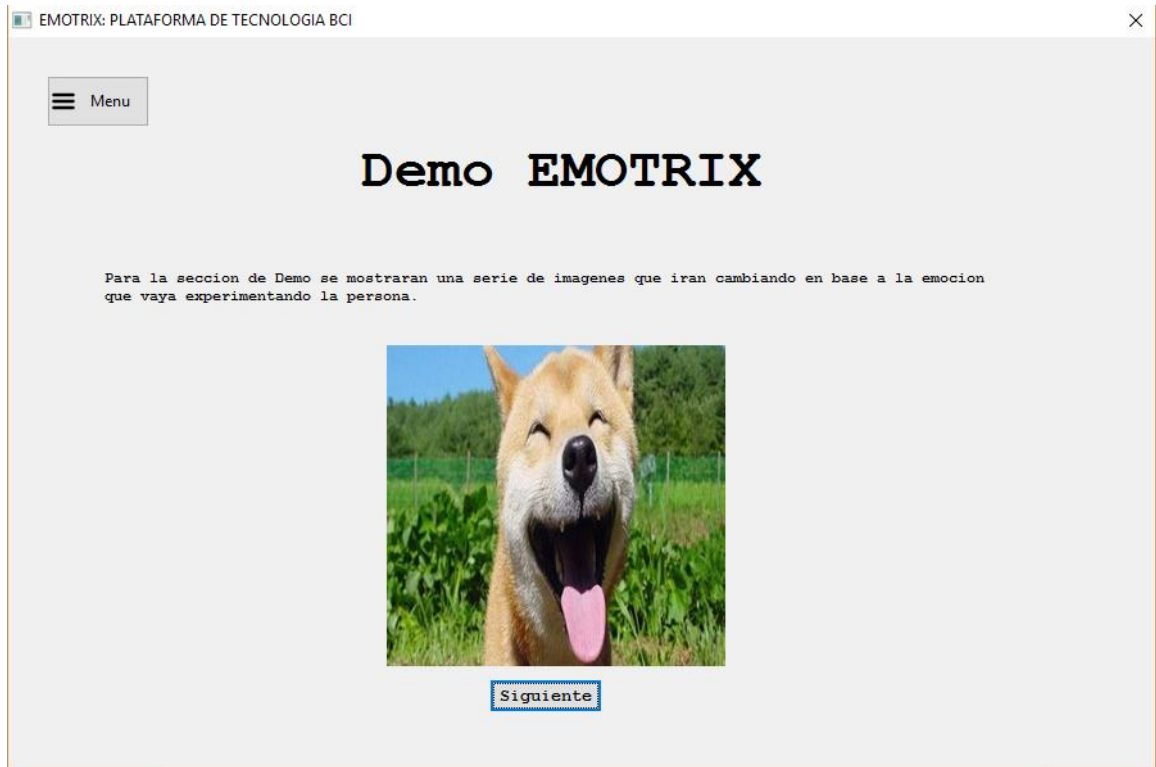 EMOTRIX: PLATAFORMA DE TECNOLOGIA BCI
Menu
Demo EMOTRIX
Para la seccion de Demo se mostraran una serie de imagenes que iran cambiando en base a la emocion
que vaya experimentando la persona.
Siguiente